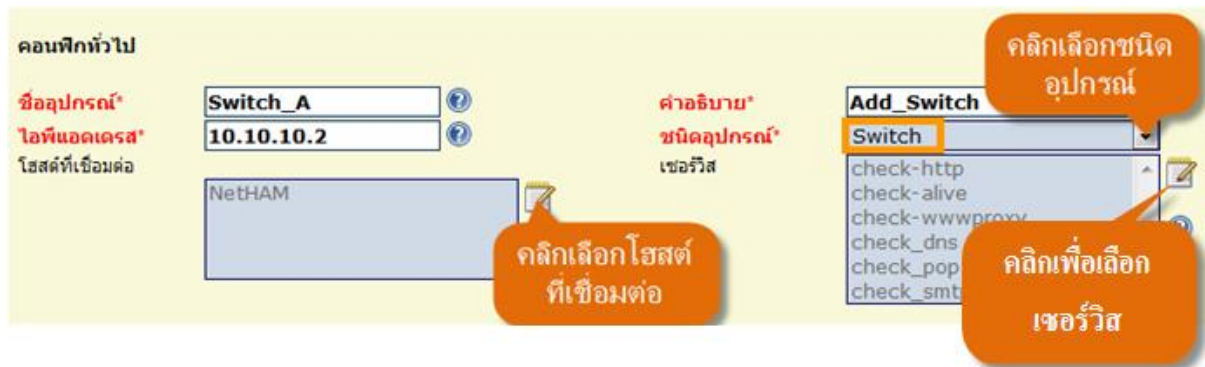 คอนฟิกทั่วไป
คลิกเลือกชนิด
อุปกรณ์
ชื่ออุปกรณ์* Switch_A คำอธิบาย* Add_Switch
ไอพีแอดเดรส* 10.10.10.2 ชนิดอุปกรณ์* Switch
โฮสต์ที่เชื่อมต่อ เซอร์วิส
NetHAM
check-http
check-alive
check-wwwproxy
check_dns
check_pop
คลิกเลือกโฮสต์
ที่เชื่อมต่อ
คลิกเพื่อเลือก
เซอร์วิส